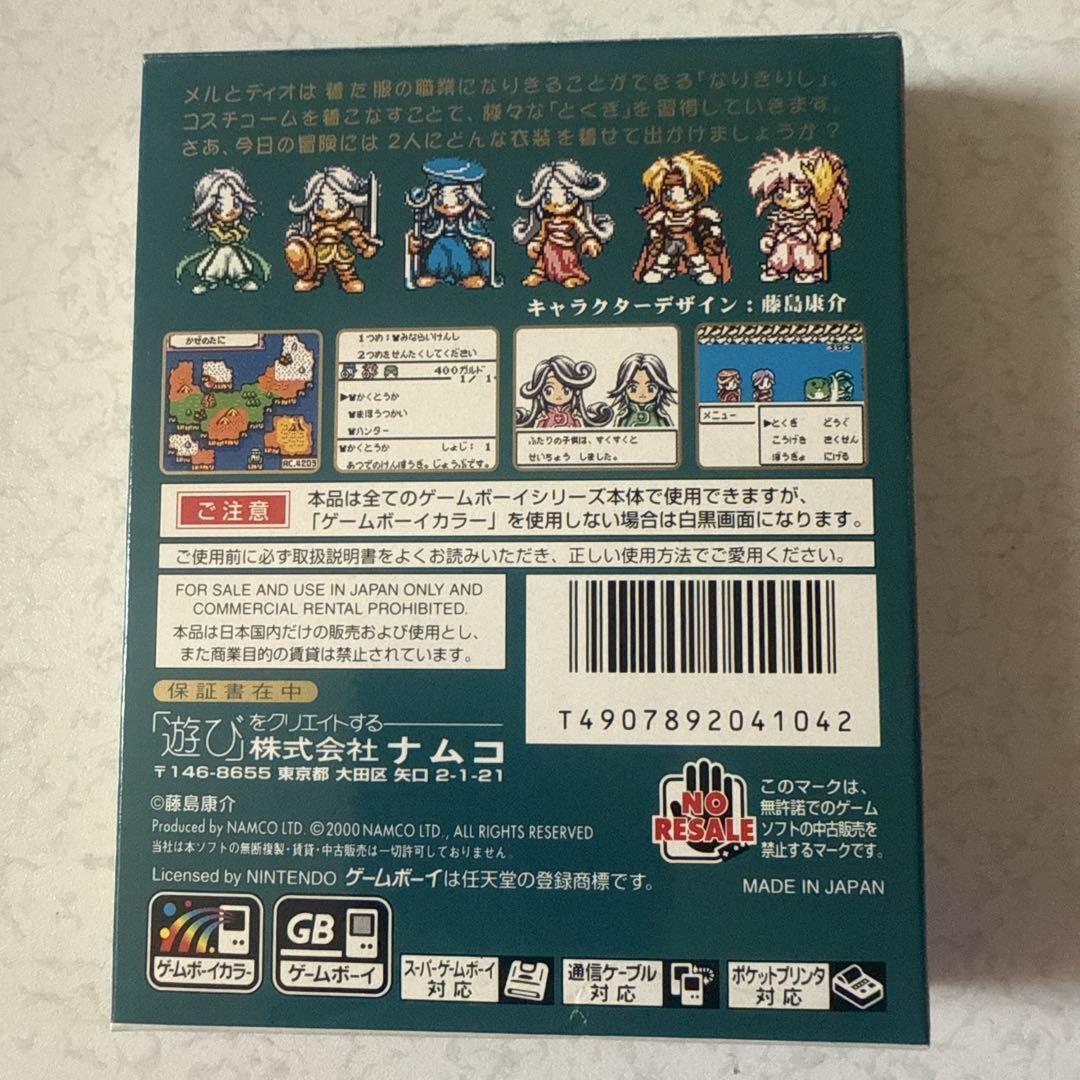 メルとディオは 着た服の職業になりきることができる「なりきりし」。
コスチュームを着こなすことで、様々な「とくぎ」を習得していきます。
さあ、今日の冒険には 2人にどんな衣装を着せて出かけましょうか？
キャラクターデザイン：藤島康介
かぜのたに
AC.4203
1つめ：みならいけんし
2つめをせんたくしてください
400ガルド
1/ 1
▶かくとうか
まほうつかい
ハンター
かくとうか しょじ： 1
あつでのけんぽうぎ。じょうぶです。
ふたりの子供は、すくすくと
せいちょう しました。
メニュー
▶とくぎ どうぐ
こうげき さくせん
ぼうぎょ にげる
ご注意
本品は全てのゲームボーイシリーズ本体で使用できますが、
「ゲームボーイカラー」を使用しない場合は白黒画面になります。
ご使用前に必ず取扱説明書をよくお読みいただき、正しい使用方法でご愛用ください。
FOR SALE AND USE IN JAPAN ONLY AND
COMMERCIAL RENTAL PROHIBITED.
本品は日本国内だけの販売および使用とし、
また商業目的の賃貸は禁止されています。
T4907892041042
保証書在中
「遊び」をクリエイトする
株式会社 ナムコ
〒146-8655 東京都 大田区 矢口 2-1-21
©藤島康介
Produced by NAMCO LTD. ©2000 NAMCO LTD., ALL RIGHTS RESERVED
当社は本ソフトの無断複製・賃貸・中古販売は一切許可しておりません。
Licensed by NINTENDO ゲームボーイは任天堂の登録商標です。
NO
RESALE
このマークは、
無許諾でのゲーム
ソフトの中古販売を
禁止するマークです。
MADE IN JAPAN
ゲームボーイカラー
GB
ゲームボーイ
スーパーゲームボーイ
対応
通信ケーブル
対応
ポケットプリンタ
対応